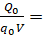 Q₀
q₀V =